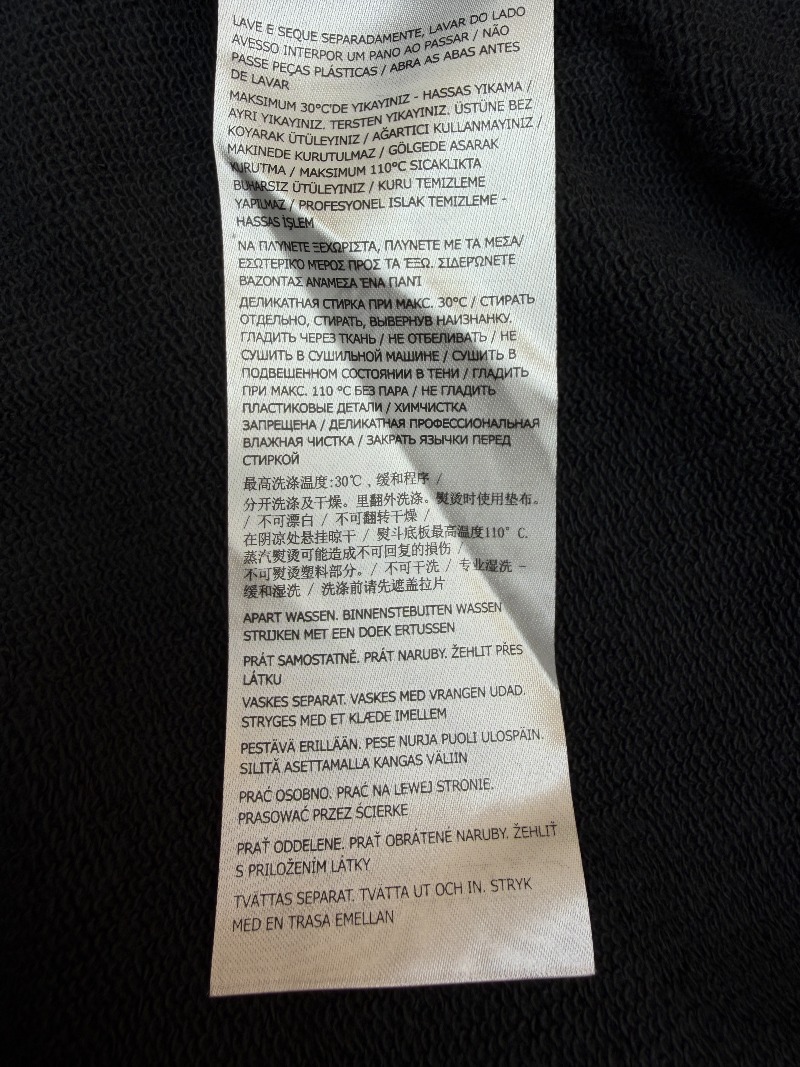 LAVE E SEQUE SEPARADAMENTE, LAVAR DO LADO
AVESSO INTERPOR UM PANO AO PASSAR / NÃO
PASSE PEÇAS PLÁSTICAS / ABRA AS ABAS ANTES
DE LAVAR
MAKSIMUM 30°C'DE YIKAYINIZ - HASSAS YIKAMA /
AYRI YIKAYINIZ. TERSTEN YIKAYINIZ. ÜSTÜNE BEZ
KOYARAK ÜTÜLEYINIZ / AĞARTICI KULLANMAYINIZ /
MAKINEDE KURUTULMAZ / GÖLGEDE ASARAK
KURUTMA / MAKSIMUM 110°C SICAKLIKTA
BUHARSIZ ÜTÜLEYINIZ / KURU TEMIZLEME
YAPILMAZ / PROFESYONEL ISLAK TEMIZLEME -
HASSAS İŞLEM
ΝΑ ΠΛΎΝΕΤΕ ΞΕΧΩΡΙΣΤΆ, ΠΛΎΝΕΤΕ ΜΕ ΤΑ ΜΕΣΑ/
ΕΣΩΤΕΡΙΚΌ ΜΈΡΟΣ ΠΡΟΣ ΤΑ ΈΞΩ. ΣΙΔΕΡΏΝΕΤΕ
ΒΆΖΟΝΤΑΣ ΑΝΆΜΕΣΑ ΈΝΑ ΠΑΝΊ
ДЕЛИКАТНАЯ СТИРКА ПРИ МАКС. 30°C / СТИРАТЬ
ОТДЕЛЬНО, СТИРАТЬ, ВЫВЕРНУВ НАИЗНАНКУ.
ГЛАДИТЬ ЧЕРЕЗ ТКАНЬ / НЕ ОТБЕЛИВАТЬ / НЕ
СУШИТЬ В СУШИЛЬНОЙ МАШИНЕ / СУШИТЬ В
ПОДВЕШЕННОМ СОСТОЯНИИ В ТЕНИ / ГЛАДИТЬ
ПРИ МАКС. 110 °C БЕЗ ПАРА / НЕ ГЛАДИТЬ
ПЛАСТИКОВЫЕ ДЕТАЛИ / ХИМЧИСТКА
ЗАПРЕЩЕНА / ДЕЛИКАТНАЯ ПРОФЕССИОНАЛЬНАЯ
ВЛАЖНАЯ ЧИСТКА / ЗАКРАТЬ ЯЗЫЧКИ ПЕРЕД
СТИРКОЙ
最高洗涤温度:30℃ , 缓和程序 /
分开洗涤及干燥。里翻外洗涤。熨烫时使用垫布。
/ 不可漂白 / 不可翻转干燥 /
在阴凉处悬挂晾干 / 熨斗底板最高温度110° C.
蒸汽熨烫可能造成不可回复的损伤 /
不可熨烫塑料部分。/ 不可干洗 / 专业湿洗 -
缓和湿洗 / 洗涤前请先遮盖拉片
APART WASSEN. BINNENSTEBUITEN WASSEN
STRIJKEN MET EEN DOEK ERTUSSEN
PRÁT SAMOSTATNĚ. PRÁT NARUBY. ŽEHLIT PŘES
LÁTKU
VASKES SEPARAT. VASKES MED VRANGEN UDAD.
STRYGES MED ET KLÆDE IMELLEM
PESTÄVÄ ERILLÄÄN. PESE NURJA PUOLI ULOSPÄIN.
SILITÄ ASETTAMALLA KANGAS VÄLIIN
PRAĆ OSOBNO. PRAĆ NA LEWEJ STRONIE.
PRASOWAĆ PRZEZ ŚCIERKE
PRAŤ ODDELENE. PRAŤ OBRÁTENÉ NARUBY. ŽEHLIŤ
S PRILOŽENÍM LÁTKY
TVÄTTAS SEPARAT. TVÄTTA UT OCH IN. STRYK
MED EN TRASA EMELLAN